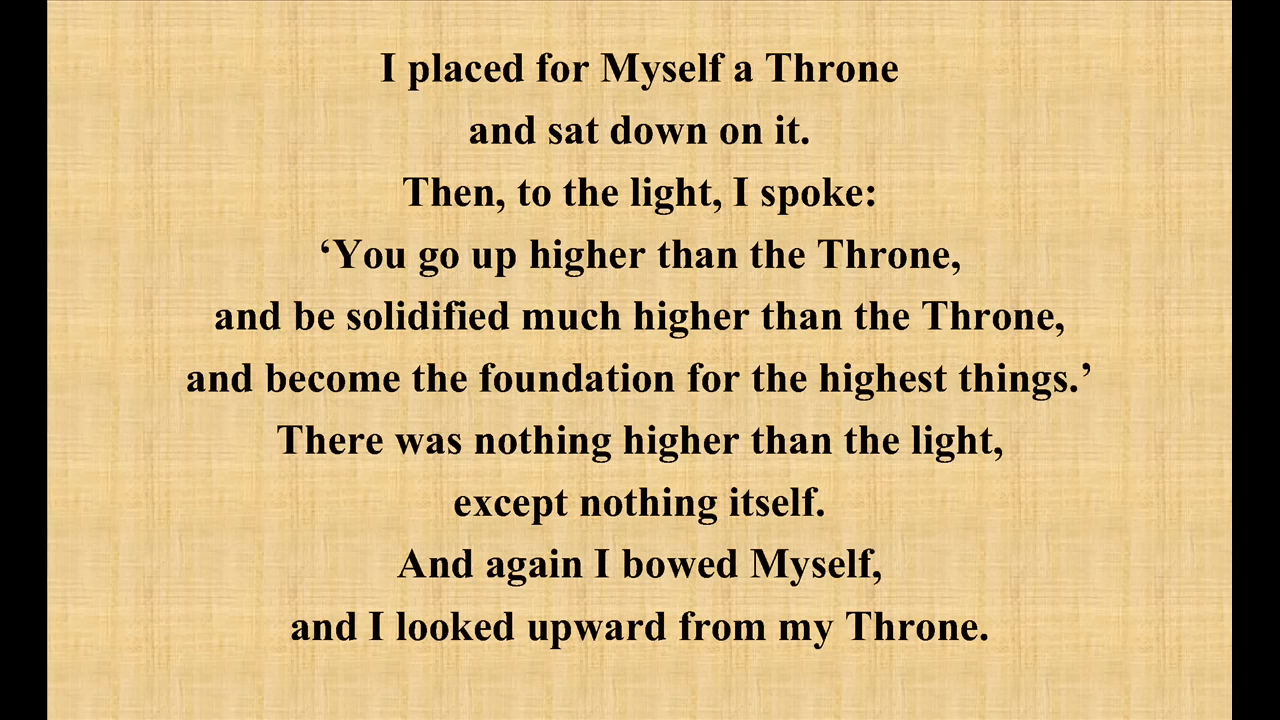 I placed for Myself a Throne
and sat down on it.
Then, to the light, I spoke:
‘You go up higher than the Throne,
and be solidified much higher than the Throne,
and become the foundation for the highest things.’
There was nothing higher than the light,
except nothing itself.
And again I bowed Myself,
and I looked upward from my Throne.